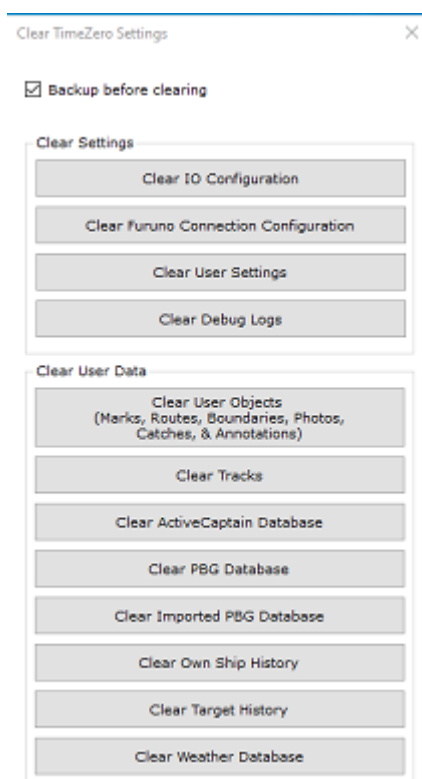 Clear TimeZero Settings
Backup before clearing
Clear Settings
Clear IO Configuration
Clear Furuno Connection Configuration
Clear User Settings
Clear Debug Logs
Clear User Data
Clear User Objects
(Marks, Routes, Boundaries, Photos,
Catches, & Annotations)
Clear Tracks
Clear ActiveCaptain Database
Clear PBG Database
Clear Imported PBG Database
Clear Own Ship History
Clear Target History
Clear Weather Database